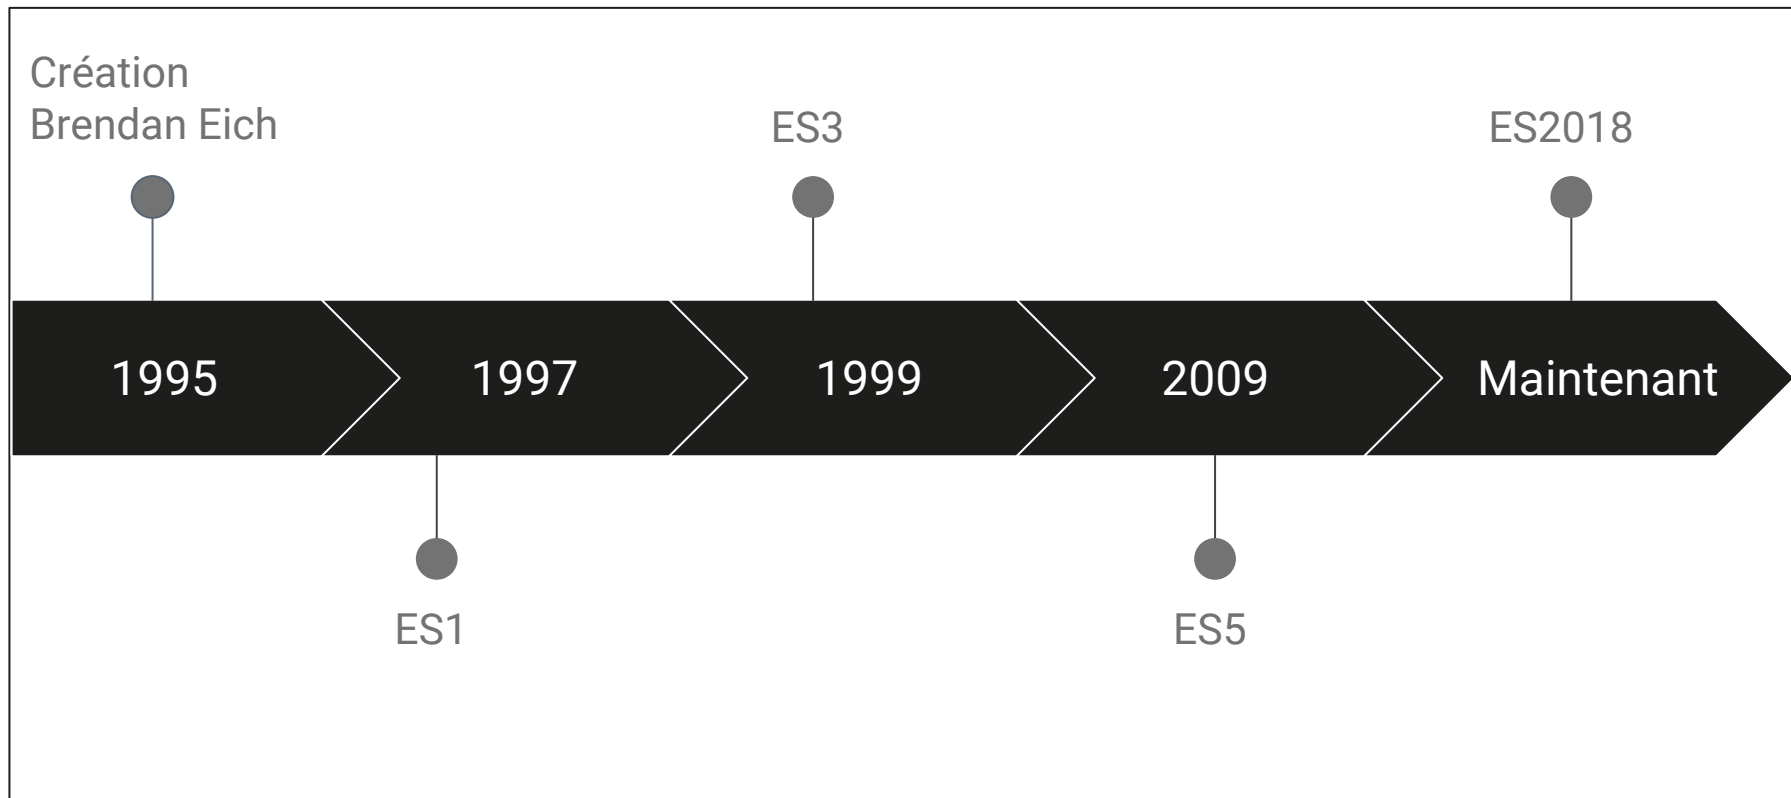 Création
Brendan Eich
ES3
ES2018
1995
1997
1999
2009
Maintenant
ES1
ES5